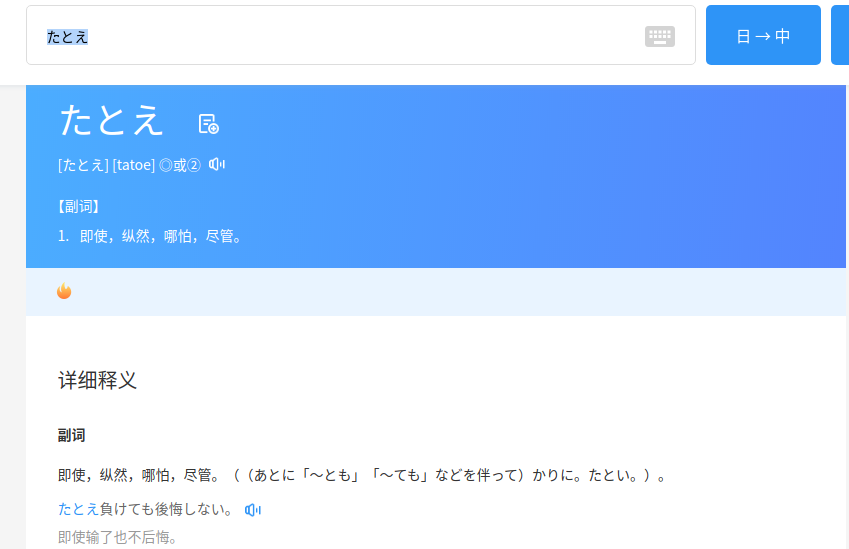 たとえ
日 → 中
たとえ
[たとえ] [tatoe] ◎或②
【副词】
1. 即使，纵然，哪怕，尽管。
详细释义
副词
即使，纵然，哪怕，尽管。（（あとに「〜とも」「〜ても」などを伴って）かりに。たとい。）。
たとえ負けても後悔しない。
即使输了也不后悔。